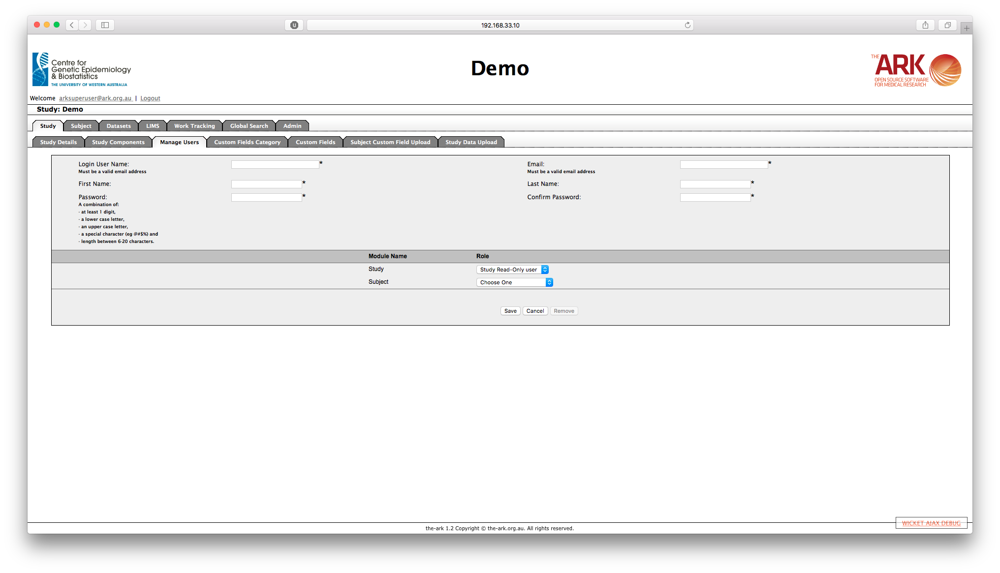 192.168.33.10
Centre for
Genetic Epidemiology
& Biostatistics
THE UNIVERSITY OF WESTERN AUSTRALIA
Demo
THE ARK
OPEN SOURCE SOFTWARE
FOR MEDICAL RESEARCH
Welcome arksuperuser@ark.org.au | Logout
Study: Demo
Study Subject Datasets LIMS Work Tracking Global Search Admin
Study Details Study Components Manage Users Custom Fields Category Custom Fields Subject Custom Field Upload Study Data Upload
Login User Name: * Email: *
Must be a valid email address Must be a valid email address
First Name: * Last Name: *
Password: * Confirm Password: *
A combination of:
- at least 1 digit,
- a lower case letter,
- an upper case letter,
- a special character (eg @#$%) and
- length between 6-20 characters.
Module Name Role
Study Study Read-Only user
Subject Choose One
Save Cancel Remove
WICKET AJAX DEBUG
the-ark 1.2 Copyright © the-ark.org.au. All rights reserved.